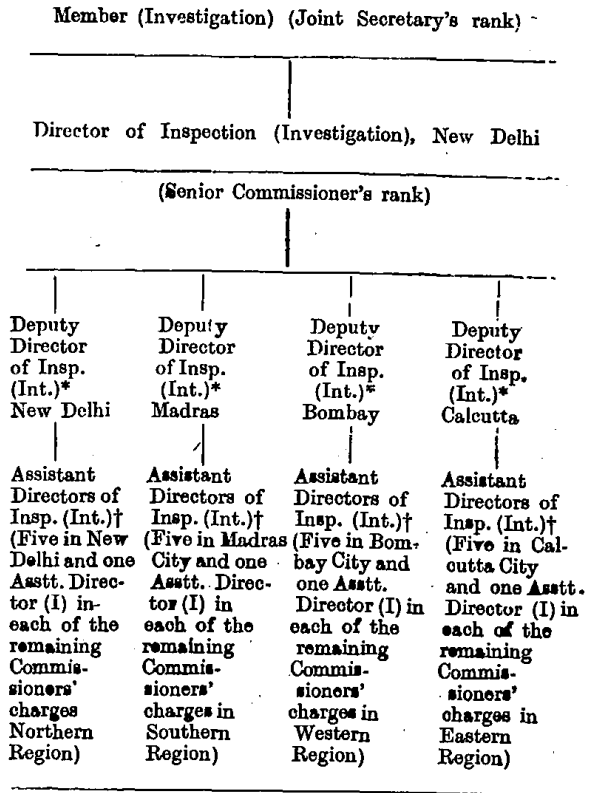 Member (Investigation) (Joint Secretary's rank)
Director of Inspection (Investigation), New Delhi
(Senior Commissioner's rank)
Deputy
Director
of Insp.
(Int.)*
New Delhi
Deputy
Director
of Insp.
(Int.)*
Madras
Deputy
Director
of Insp.
(Int.)*
Bombay
Deputy
Director
of Insp.
(Int.)*
Calcutta
Assistant
Directors of
Insp. (Int.)†
(Five in New
Delhi and one
Asstt. Direc-
tor (I) in
each of the
remaining
Commis-
sioners'
charges
Northern
Region)
Assistant
Directors of
Insp. (Int.)†
(Five in Madras
City and one
Asstt. Direc-
tor (I) in
each of the
remaining
Commis-
sioners'
charges in
Southern
Region)
Assistant
Directors of
Insp. (Int.)†
(Five in Bom-
bay City and
one Asstt.
Director (I) in
each of the
remaining
Commis-
sioners'
charges in
Western
Region)
Assistant
Directors of
Insp. (Int.)†
(Five in Cal-
cutta City
and one Asstt.
Director (I) in
each of the
remaining
Commis-
sioners'
charges in
Eastern
Region)